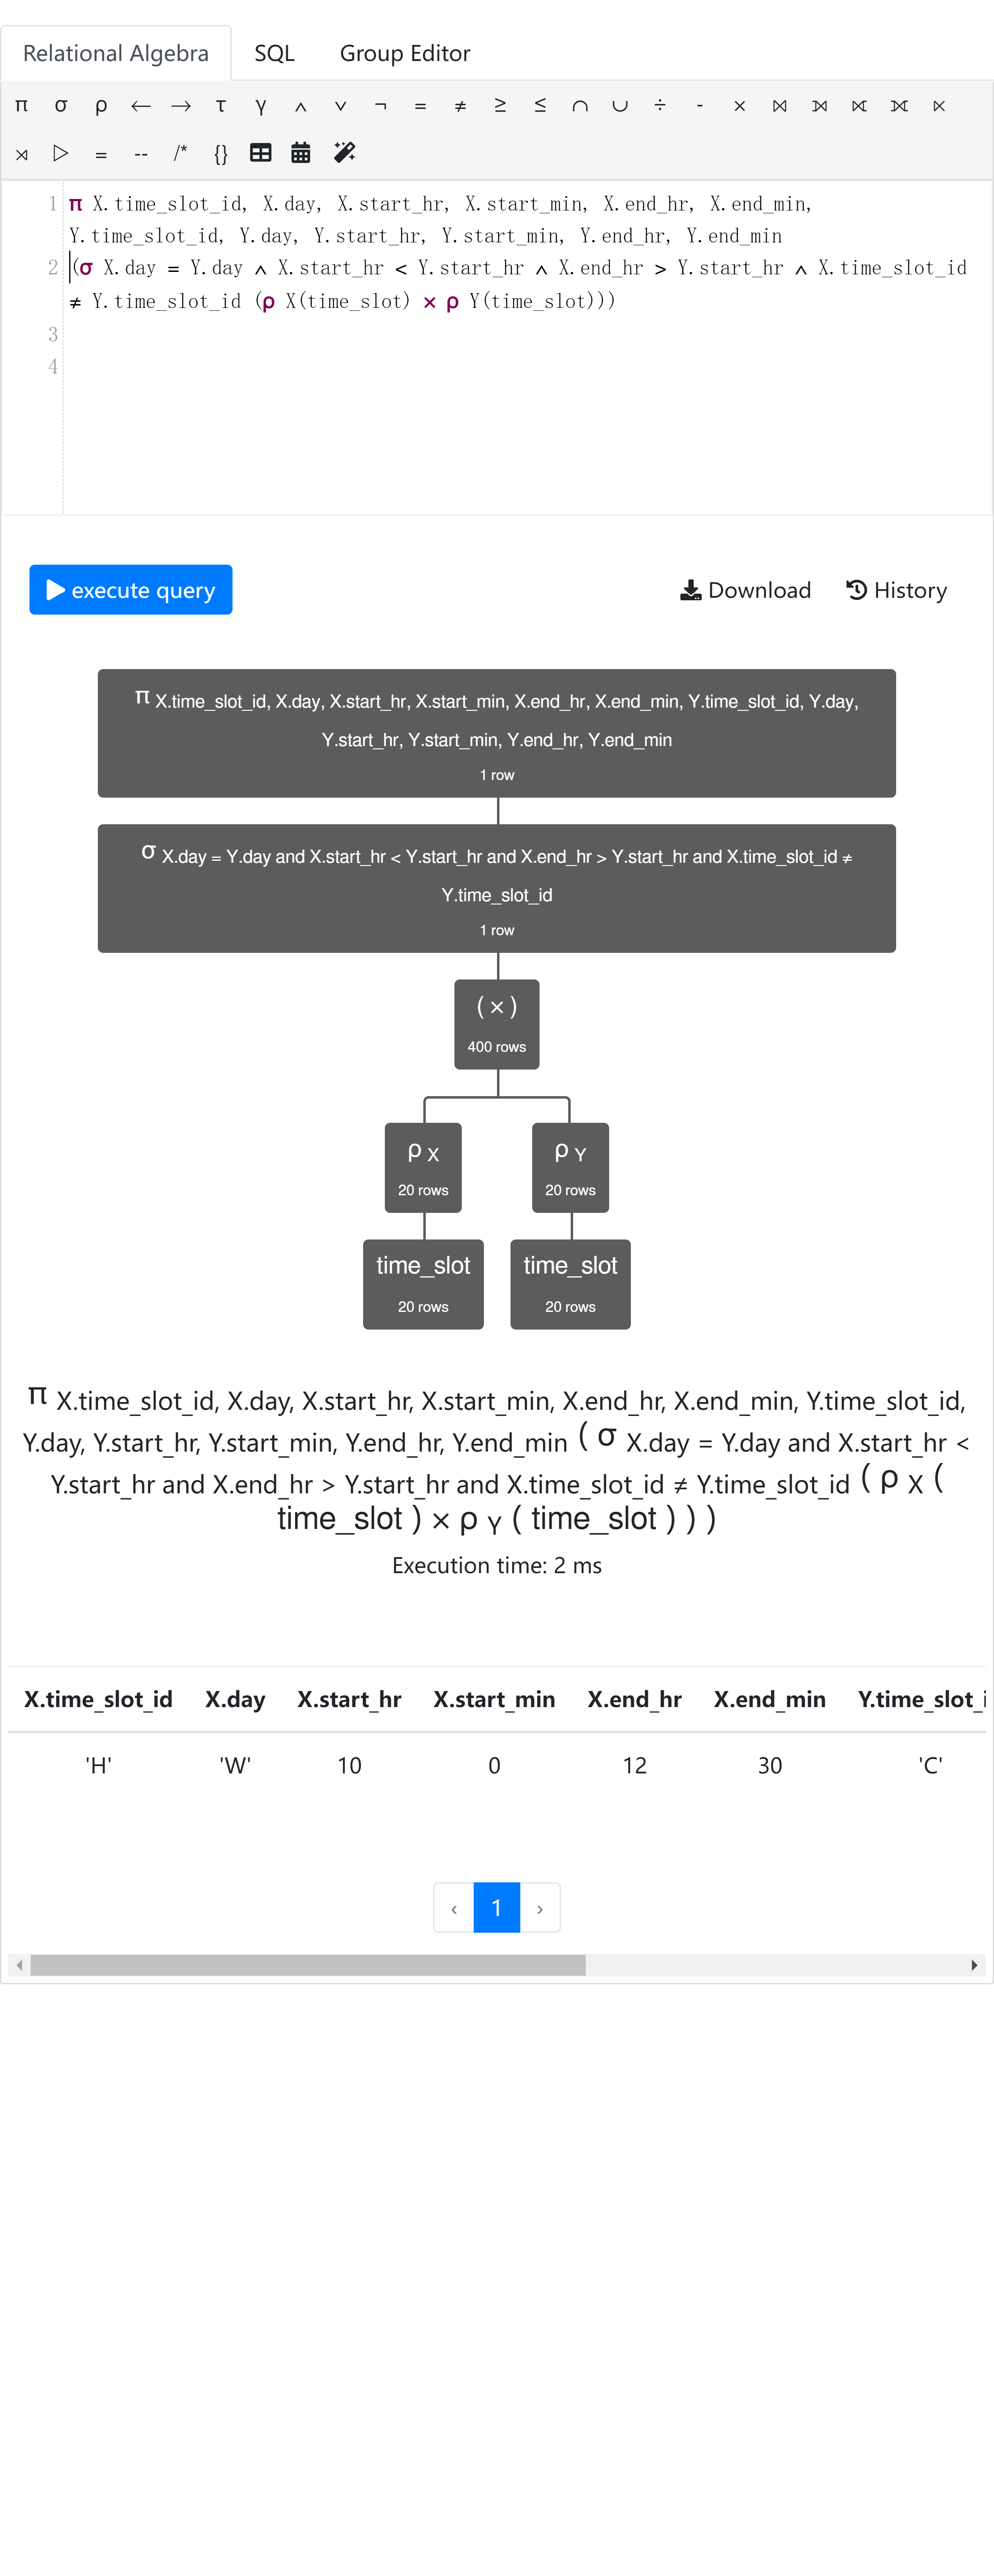 Relational Algebra SQL Group Editor
π σ ρ ← → τ γ ∧ ∨ ¬ = ≠ ≥ ≤ ∩ ∪ ÷ - × ⋈ ⟕ ⟖ ⟗ ⋉
⋊ ▷ = -- /* {}
1 π X.time_slot_id, X.day, X.start_hr, X.start_min, X.end_hr, X.end_min,
Y.time_slot_id, Y.day, Y.start_hr, Y.start_min, Y.end_hr, Y.end_min
2 (σ X.day = Y.day ∧ X.start_hr < Y.start_hr ∧ X.end_hr > Y.start_hr ∧ X.time_slot_id
≠ Y.time_slot_id (ρ X(time_slot) × ρ Y(time_slot)))
3
4
execute query Download History
π X.time_slot_id, X.day, X.start_hr, X.start_min, X.end_hr, X.end_min, Y.time_slot_id, Y.day,
Y.start_hr, Y.start_min, Y.end_hr, Y.end_min
1 row
σ X.day = Y.day and X.start_hr < Y.start_hr and X.end_hr > Y.start_hr and X.time_slot_id ≠
Y.time_slot_id
1 row
( × )
400 rows
ρ X ρ Y
20 rows 20 rows
time_slot time_slot
20 rows 20 rows
π X.time_slot_id, X.day, X.start_hr, X.start_min, X.end_hr, X.end_min, Y.time_slot_id,
Y.day, Y.start_hr, Y.start_min, Y.end_hr, Y.end_min ( σ X.day = Y.day and X.start_hr <
Y.start_hr and X.end_hr > Y.start_hr and X.time_slot_id ≠ Y.time_slot_id ( ρ X (
time_slot ) × ρ Y ( time_slot ) ) )
Execution time: 2 ms
X.time_slot_id X.day X.start_hr X.start_min X.end_hr X.end_min Y.time_slot_i
'H' 'W' 10 0 12 30 'C'
‹ 1 ›